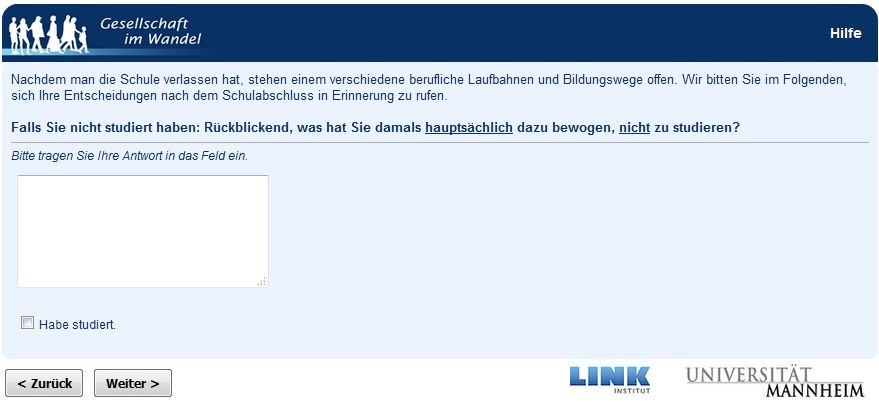 Gesellschaft
im Wandel
Hilfe
Nachdem man die Schule verlassen hat, stehen einem verschiedene berufliche Laufbahnen und Bildungswege offen. Wir bitten Sie im Folgenden,
sich Ihre Entscheidungen nach dem Schulabschluss in Erinnerung zu rufen.
Falls Sie nicht studiert haben: Rückblickend, was hat Sie damals hauptsächlich dazu bewogen, nicht zu studieren?
Bitte tragen Sie Ihre Antwort in das Feld ein.
Habe studiert.
< Zurück
Weiter >
LINK
INSTITUT
UNIVERSITÄT
MANNHEIM